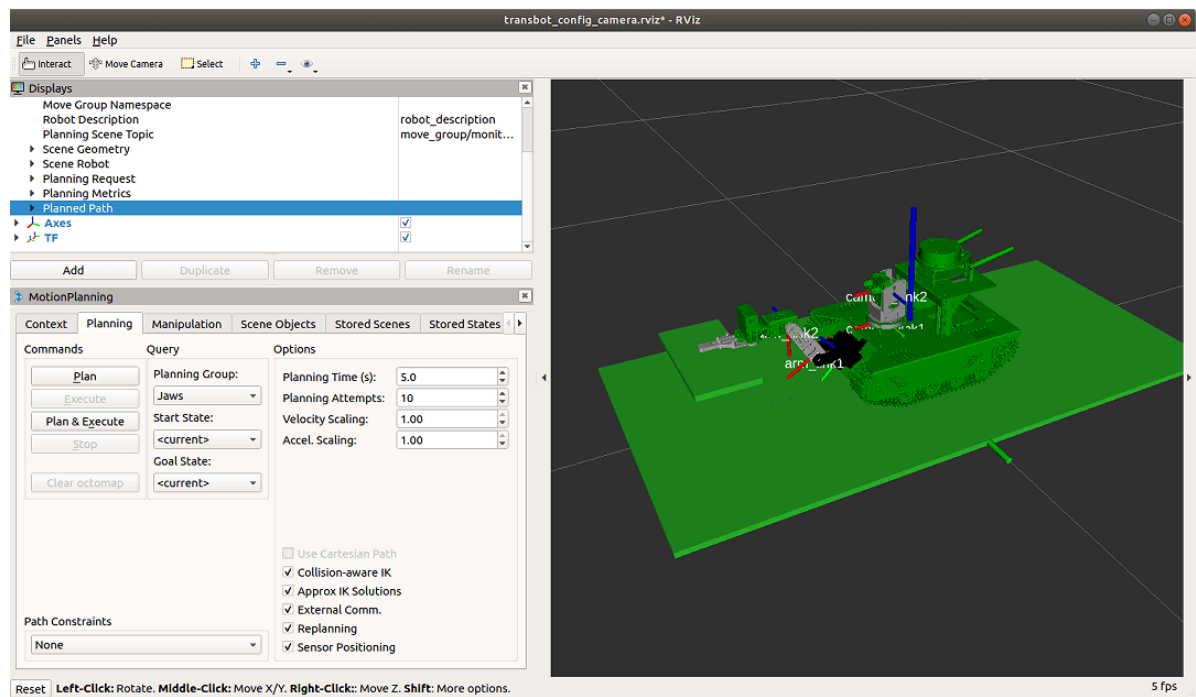 transbot_config_camera.rviz* - RViz
File Panels Help
Interact Move Camera Select
Displays
Move Group Namespace
Robot Description robot_description
Planning Scene Topic move_group/monit...
Scene Geometry
Scene Robot
Planning Request
Planning Metrics
Planned Path
Axes
TF
Add Duplicate Remove Rename
MotionPlanning
Context Planning Manipulation Scene Objects Stored Scenes Stored States
Commands Query Options
Plan
Execute
Plan & Execute
Stop
Clear octomap
Planning Group:
Jaws
Start State:
<current>
Goal State:
<current>
Planning Time (s): 5.0
Planning Attempts: 10
Velocity Scaling: 1.00
Accel. Scaling: 1.00
Use Cartesian Path
Collision-aware IK
Approx IK Solutions
External Comm.
Replanning
Sensor Positioning
Path Constraints
None
Reset Left-Click: Rotate. Middle-Click: Move X/Y. Right-Click:: Move Z. Shift: More options.
5 fps